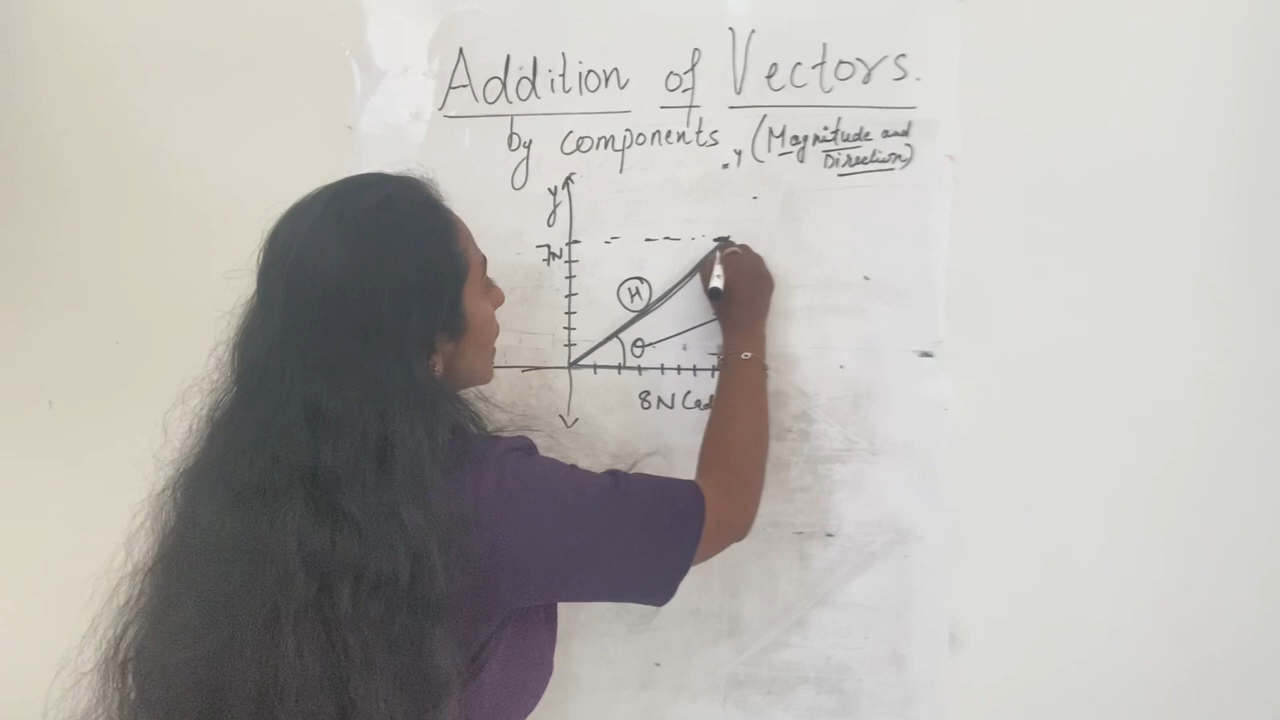 Addition of Vectors.
by components
(Magnitude and
Direction)
y
y
7N
H
θ
8N